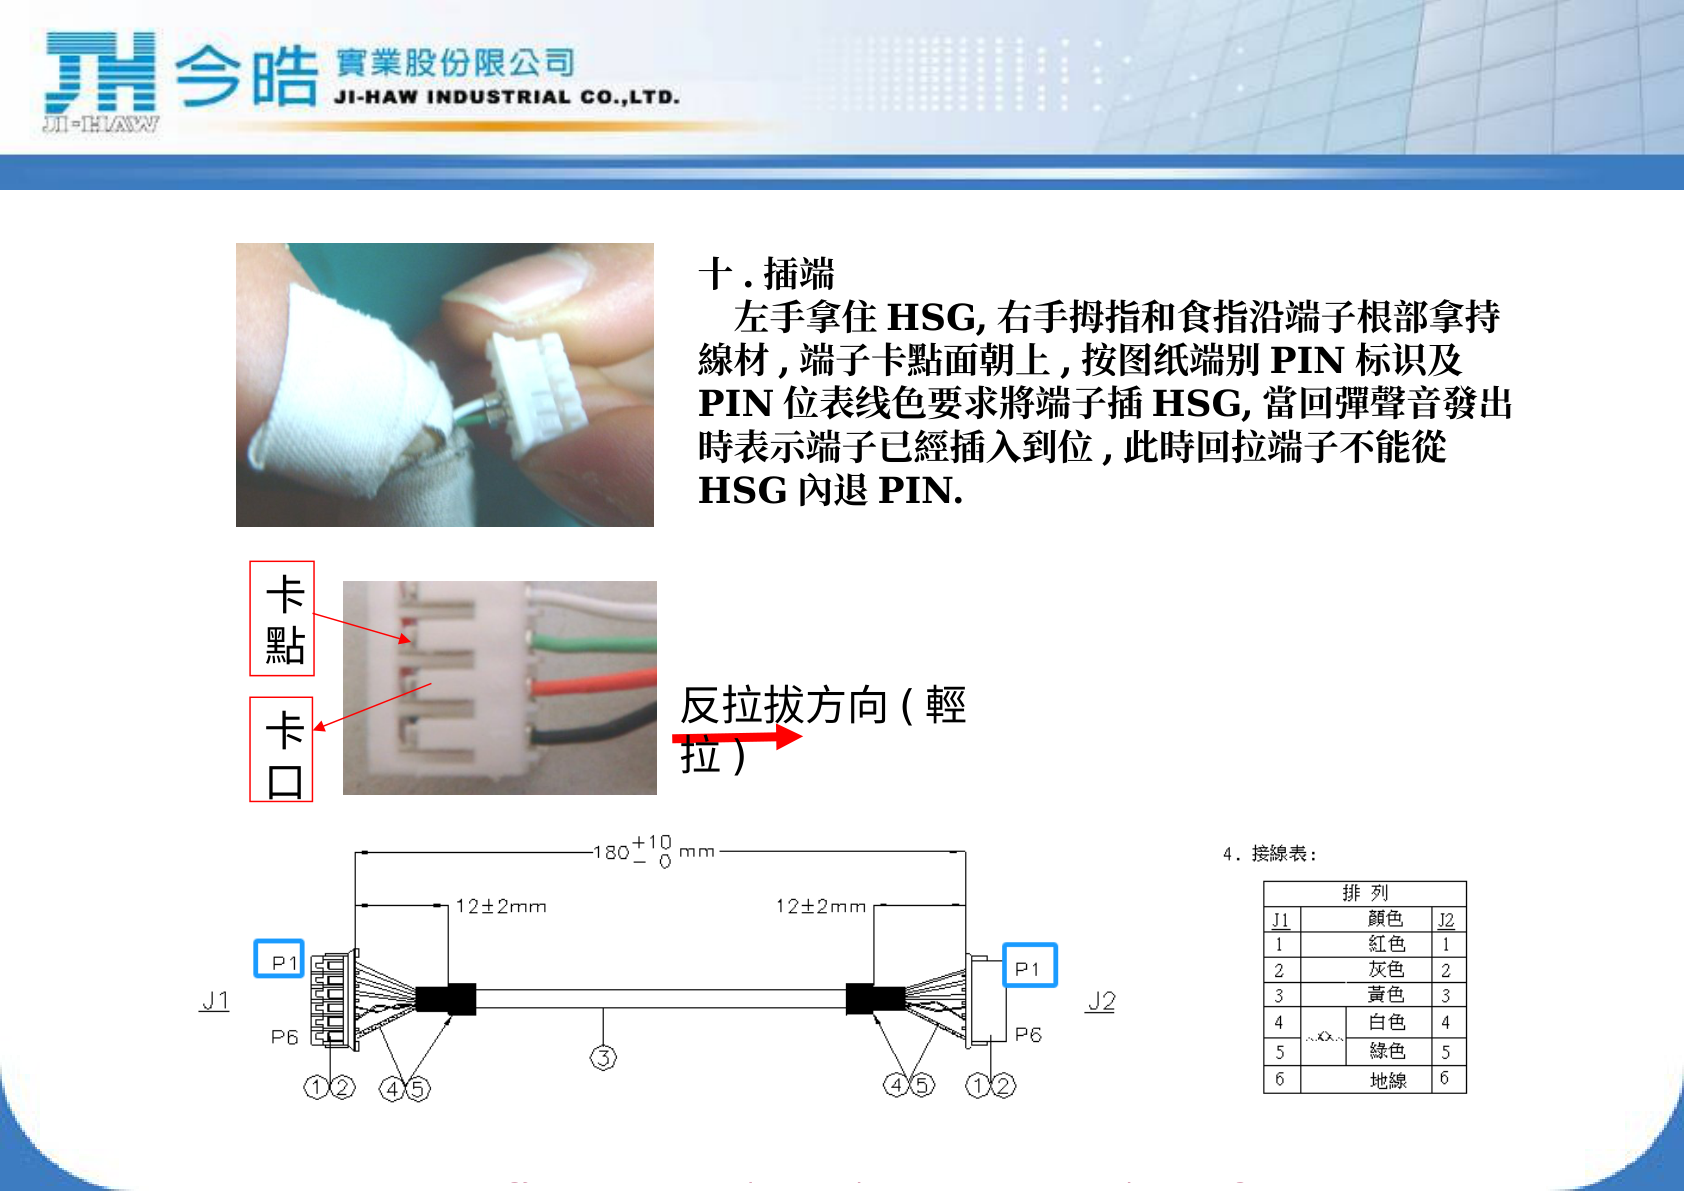 JH 今皓 實業股份限公司
JI-HAW INDUSTRIAL CO.,LTD.
JI-HAW
十 . 插端
左手拿住 HSG, 右手拇指和食指沿端子根部拿持
線材 , 端子卡點面朝上 , 按图纸端别 PIN 标识及
PIN 位表线色要求將端子插 HSG, 當回彈聲音發出
時表示端子已經插入到位 , 此時回拉端子不能從
HSG 內退 PIN.
卡
點
卡
口
反拉拔方向 ( 輕
拉 )
180 +10 - 0 mm
12±2mm
12±2mm
P1
P1
J1
J2
P6
P6
3
1 2
4 5
4 5
1 2
4. 接線表:
排 列
J1 顏色 J2
1 紅色 1
2 灰色 2
3 黃色 3
4 白色 4
5 綠色 5
6 地線 6